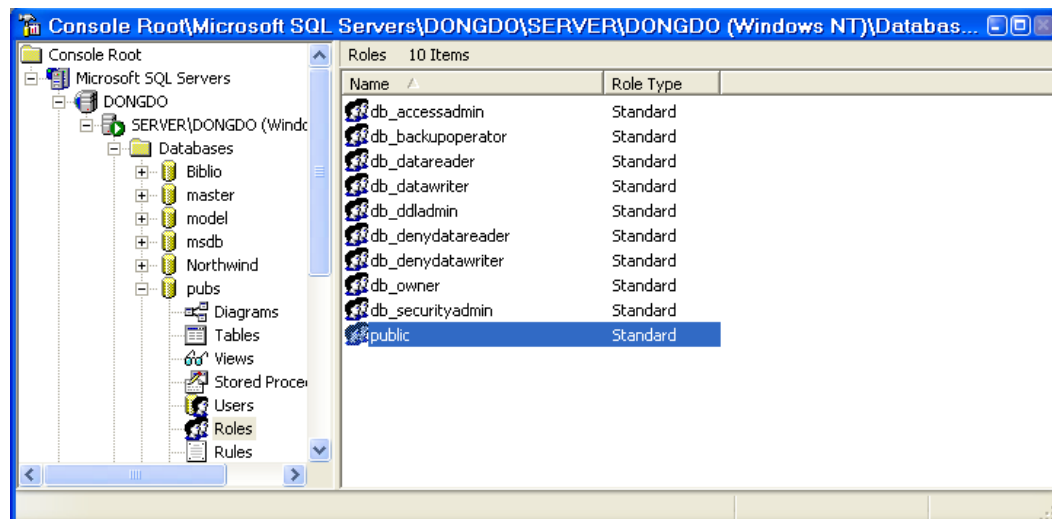 Console Root\Microsoft SQL Servers\DONGDO\SERVER\DONGDO (Windows NT)\Databas...
Console Root
Microsoft SQL Servers
DONGDO
SERVER\DONGDO (Windo
Databases
Biblio
master
model
msdb
Northwind
pubs
Diagrams
Tables
Views
Stored Proce
Users
Roles
Rules
Roles 10 Items
Name Role Type
db_accessadmin Standard
db_backupoperator Standard
db_datareader Standard
db_datawriter Standard
db_ddladmin Standard
db_denydatareader Standard
db_denydatawriter Standard
db_owner Standard
db_securityadmin Standard
public Standard